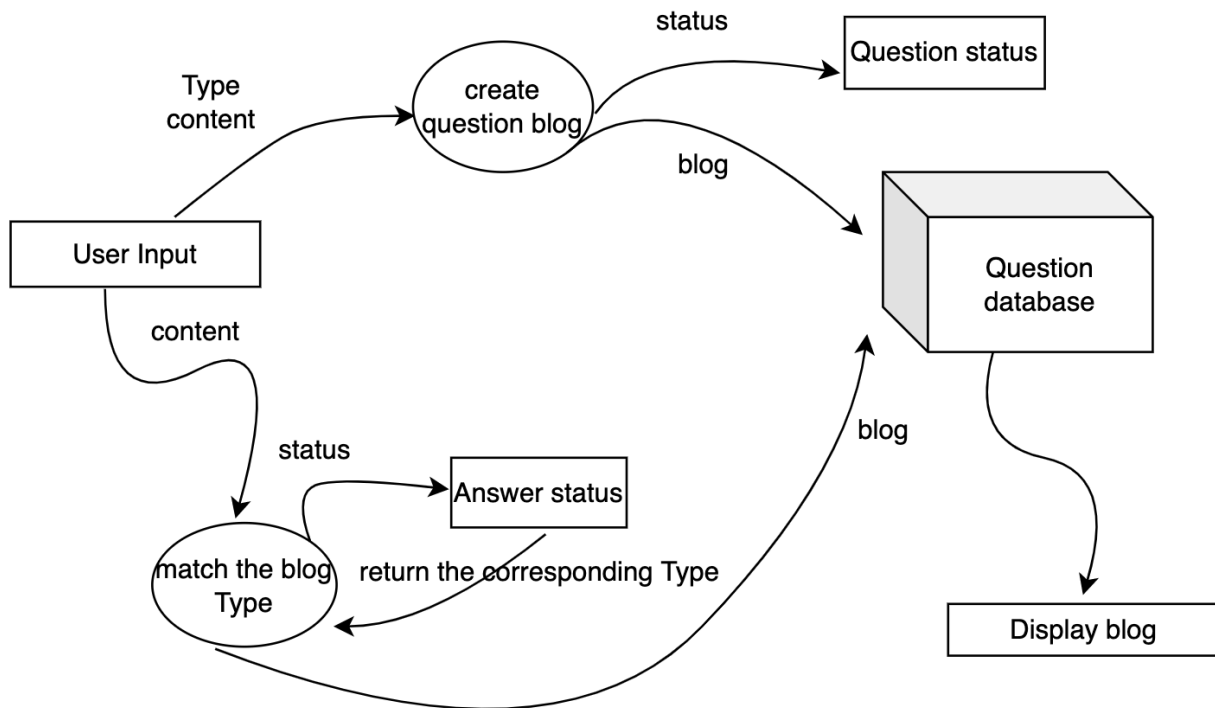 status
Question status
Type
content
create
question blog
blog
User Input
Question
database
content
blog
status
Answer status
match the blog
Type
return the corresponding Type
Display blog